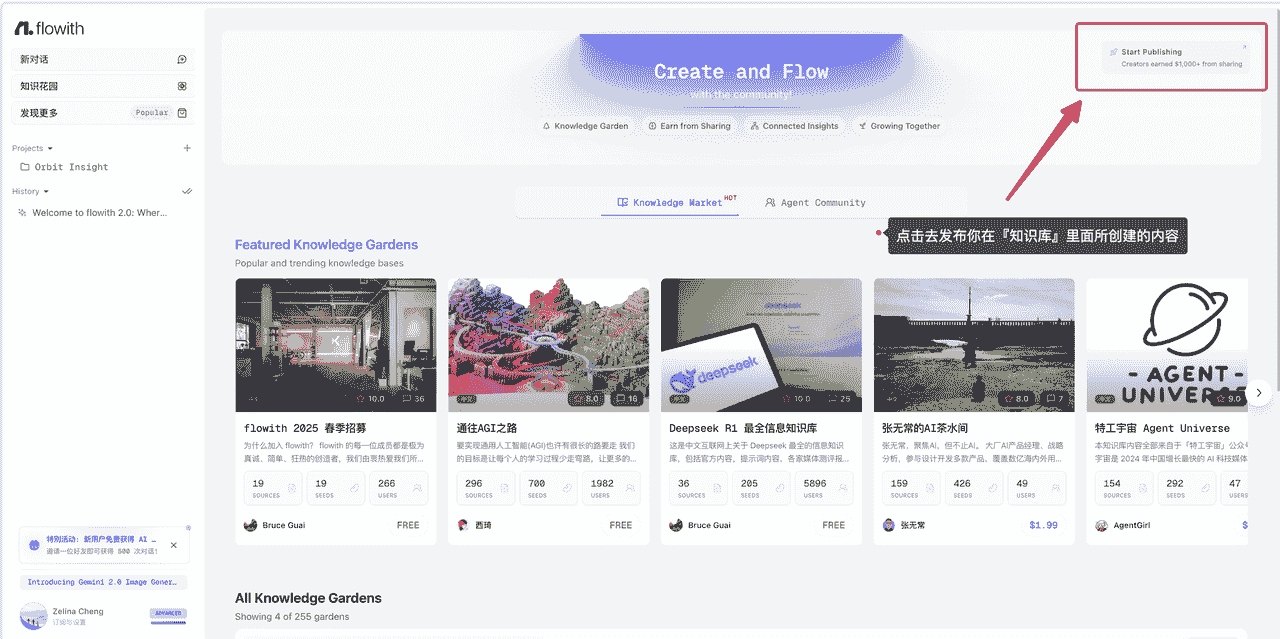 flowith
新对话
知识花园
发现更多
Popular
Projects
Orbit Insight
History
Welcome to flowith 2.0: Wher...
特别活动: 新用户免费获得 AI ...
邀请一位好友即可获得 500 次对话!
Introducing Gemini 2.0 Image Gener...
Zelina Cheng
订阅与设置
ADVANCED
Create and Flow
with the community!
Knowledge Garden
Earn from Sharing
Connected Insights
Growing Together
Start Publishing
Creators earned $1,000+ from sharing
Knowledge Market
HOT
Agent Community
点击去发布你在『知识库』里面所创建的内容
Featured Knowledge Gardens
Popular and trending knowledge bases
10.0
36
flowith 2025 春季招募
为什么加入 flowith? flowith 的每一位成员都是极为
真诚、简单、狂热的创造者，我们由衷热爱我们所...
19
SOURCES
19
SEEDS
266
USERS
Bruce Guai
FREE
中文
8.0
16
通往AGI之路
要实现通用人工智能(AGI)也许有很长的路要走 我们
的目标是让每个人的学习过程少走弯路，让更多的...
296
SOURCES
700
SEEDS
1982
USERS
西琦
FREE
deepseek
deepseek
中文
10.0
25
Deepseek R1 最全信息知识库
这是中文互联网上关于 Deepseek 最全的信息知识
库，包括官方内容，提示词内容、各家媒体测评报...
36
SOURCES
205
SEEDS
5896
USERS
Bruce Guai
FREE
8.0
7
张无常的AI茶水间
张无常，聚焦AI，但不止AI。 大厂AI产品经理、战略
分析，参与设计开发多款产品，覆盖数亿海内外用...
159
SOURCES
426
SEEDS
49
USERS
张无常
$1.99
- AGENT -
UNIVERSE
中文
9.0
特工宇宙 Agent Universe
本知识库内容全部来自于「特工宇宙」公众号
宇宙是 2024 年中国增长最快的 AI 科技媒体
154
SOURCES
292
SEEDS
47
USERS
AgentGirl
$
All Knowledge Gardens
Showing 4 of 255 gardens